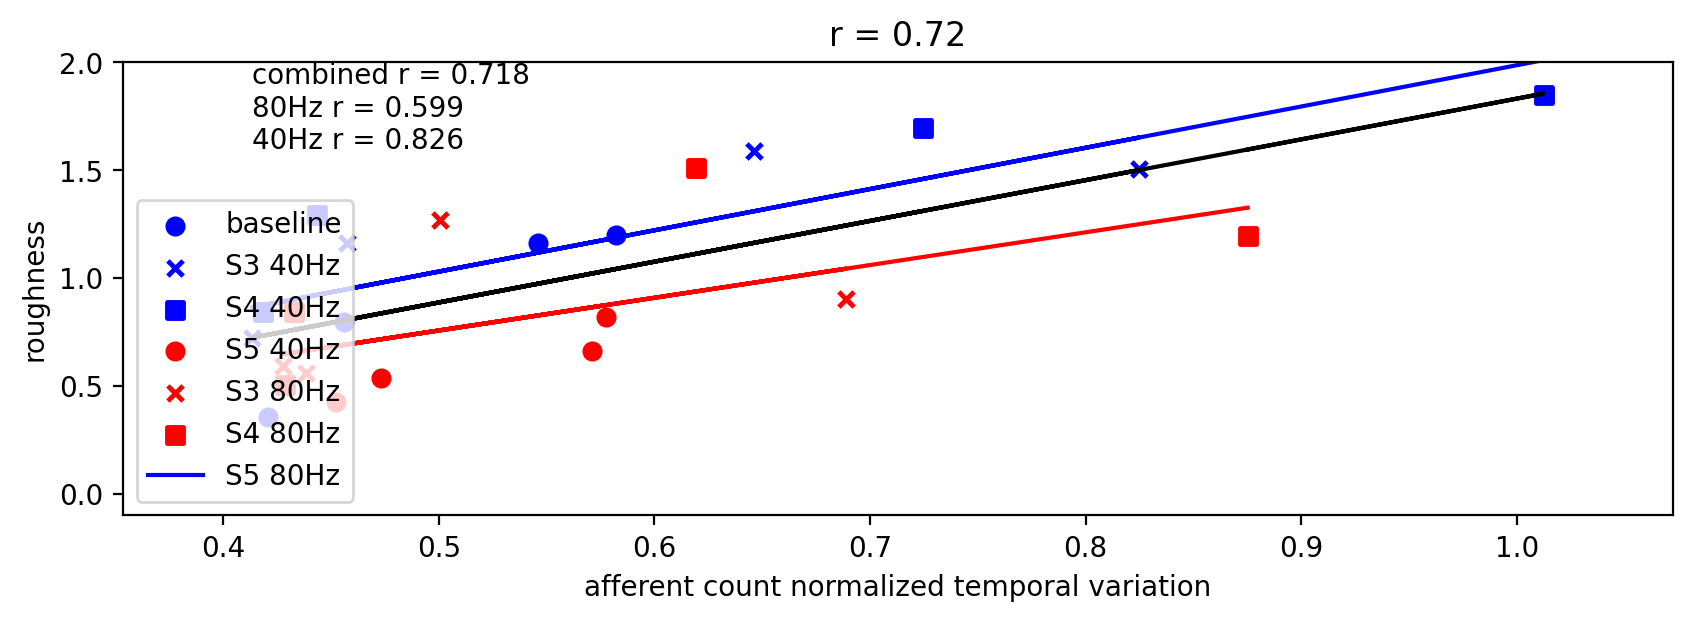 r = 0.72
combined r = 0.718
80Hz r = 0.599
40Hz r = 0.826
baseline
S3 40Hz
S4 40Hz
S5 40Hz
S3 80Hz
S4 80Hz
S5 80Hz
roughness
2.0
1.5
1.0
0.5
0.0
0.4 0.5 0.6 0.7 0.8 0.9 1.0
afferent count normalized temporal variation